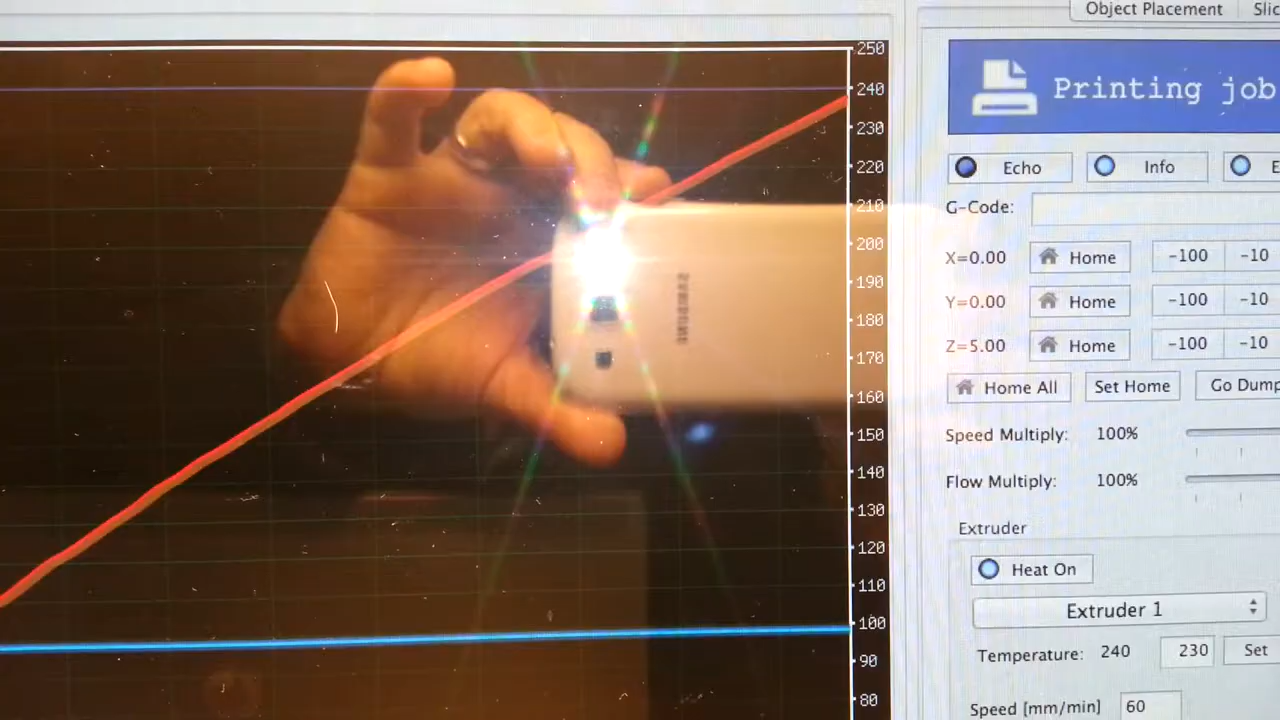 Object Placement Slic
250
240
230
220
210
200
190
180
170
160
150
140
130
120
110
100
90
80
SAMSUNG
Printing job
Echo Info E
G-Code:
X=0.00 Home -100 -10
Y=0.00 Home -100 -10
Z=5.00 Home -100 -10
Home All Set Home Go Dump
Speed Multiply: 100%
Flow Multiply: 100%
Extruder
Heat On
Extruder 1
Temperature: 240 230 Set
Speed [mm/min] 60